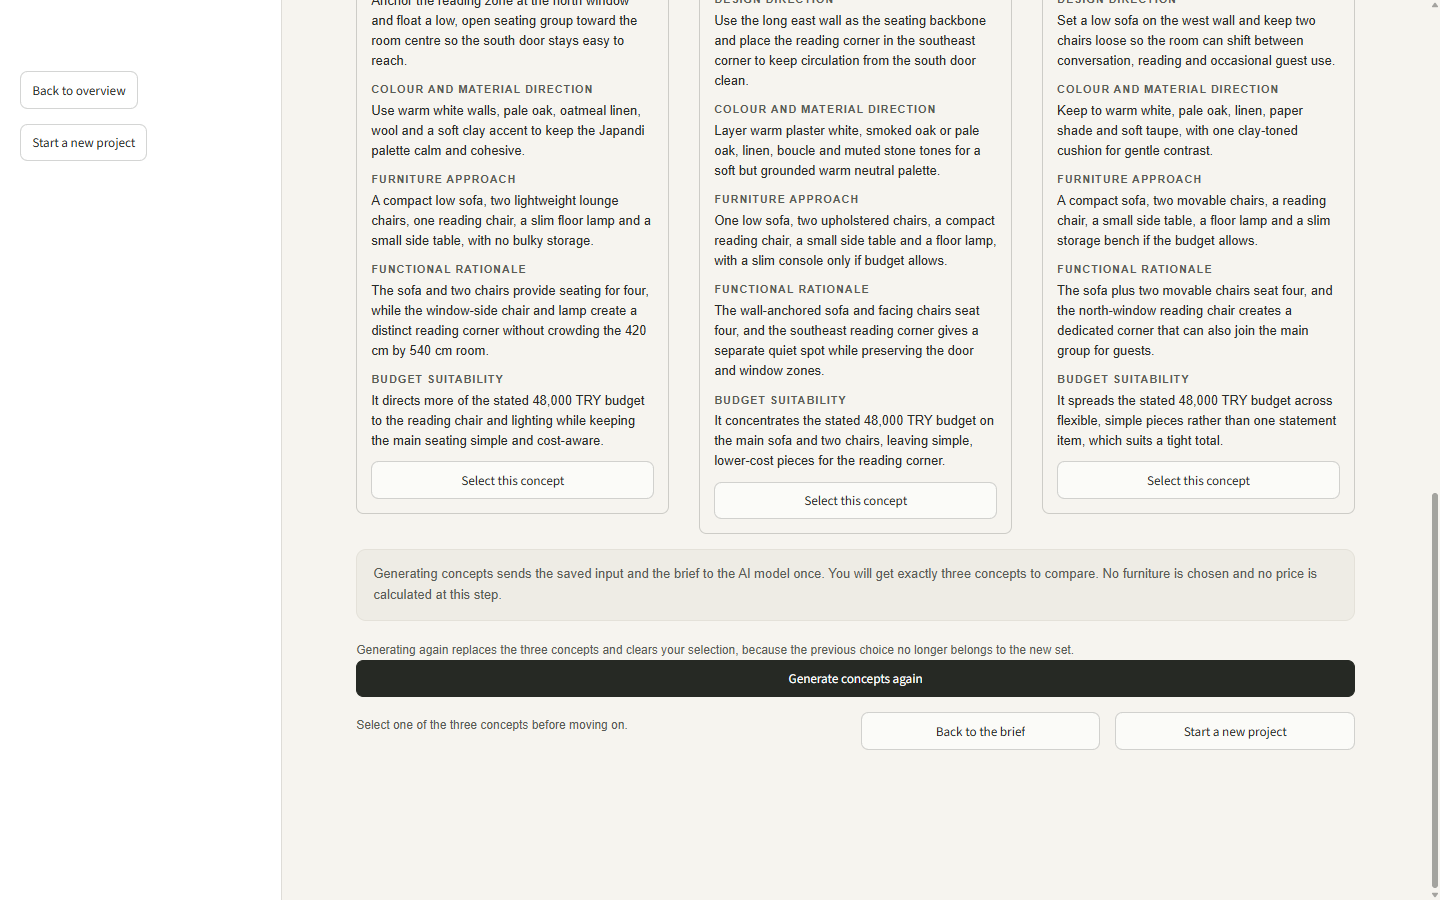 Back to overview
Start a new project
Anchor the reading zone at the north window
and float a low, open seating group toward the
room centre so the south door stays easy to
reach.
COLOUR AND MATERIAL DIRECTION
Use warm white walls, pale oak, oatmeal linen,
wool and a soft clay accent to keep the Japandi
palette calm and cohesive.
FURNITURE APPROACH
A compact low sofa, two lightweight lounge
chairs, one reading chair, a slim floor lamp and a
small side table, with no bulky storage.
FUNCTIONAL RATIONALE
The sofa and two chairs provide seating for four,
while the window-side chair and lamp create a
distinct reading corner without crowding the 420
cm by 540 cm room.
BUDGET SUITABILITY
It directs more of the stated 48,000 TRY budget
to the reading chair and lighting while keeping
the main seating simple and cost-aware.
Select this concept
DESIGN DIRECTION
Use the long east wall as the seating backbone
and place the reading corner in the southeast
corner to keep circulation from the south door
clean.
COLOUR AND MATERIAL DIRECTION
Layer warm plaster white, smoked oak or pale
oak, linen, boucle and muted stone tones for a
soft but grounded warm neutral palette.
FURNITURE APPROACH
One low sofa, two upholstered chairs, a compact
reading chair, a small side table and a floor lamp,
with a slim console only if budget allows.
FUNCTIONAL RATIONALE
The wall-anchored sofa and facing chairs seat
four, and the southeast reading corner gives a
separate quiet spot while preserving the door
and window zones.
BUDGET SUITABILITY
It concentrates the stated 48,000 TRY budget on
the main sofa and two chairs, leaving simple,
lower-cost pieces for the reading corner.
Select this concept
DESIGN DIRECTION
Set a low sofa on the west wall and keep two
chairs loose so the room can shift between
conversation, reading and occasional guest use.
COLOUR AND MATERIAL DIRECTION
Keep to warm white, pale oak, linen, paper
shade and soft taupe, with one clay-toned
cushion for gentle contrast.
FURNITURE APPROACH
A compact sofa, two movable chairs, a reading
chair, a small side table, a floor lamp and a slim
storage bench if the budget allows.
FUNCTIONAL RATIONALE
The sofa plus two movable chairs seat four, and
the north-window reading chair creates a
dedicated corner that can also join the main
group for guests.
BUDGET SUITABILITY
It spreads the stated 48,000 TRY budget across
flexible, simple pieces rather than one statement
item, which suits a tight total.
Select this concept
Generating concepts sends the saved input and the brief to the AI model once. You will get exactly three concepts to compare. No furniture is chosen and no price is
calculated at this step.
Generating again replaces the three concepts and clears your selection, because the previous choice no longer belongs to the new set.
Generate concepts again
Select one of the three concepts before moving on.
Back to the brief
Start a new project